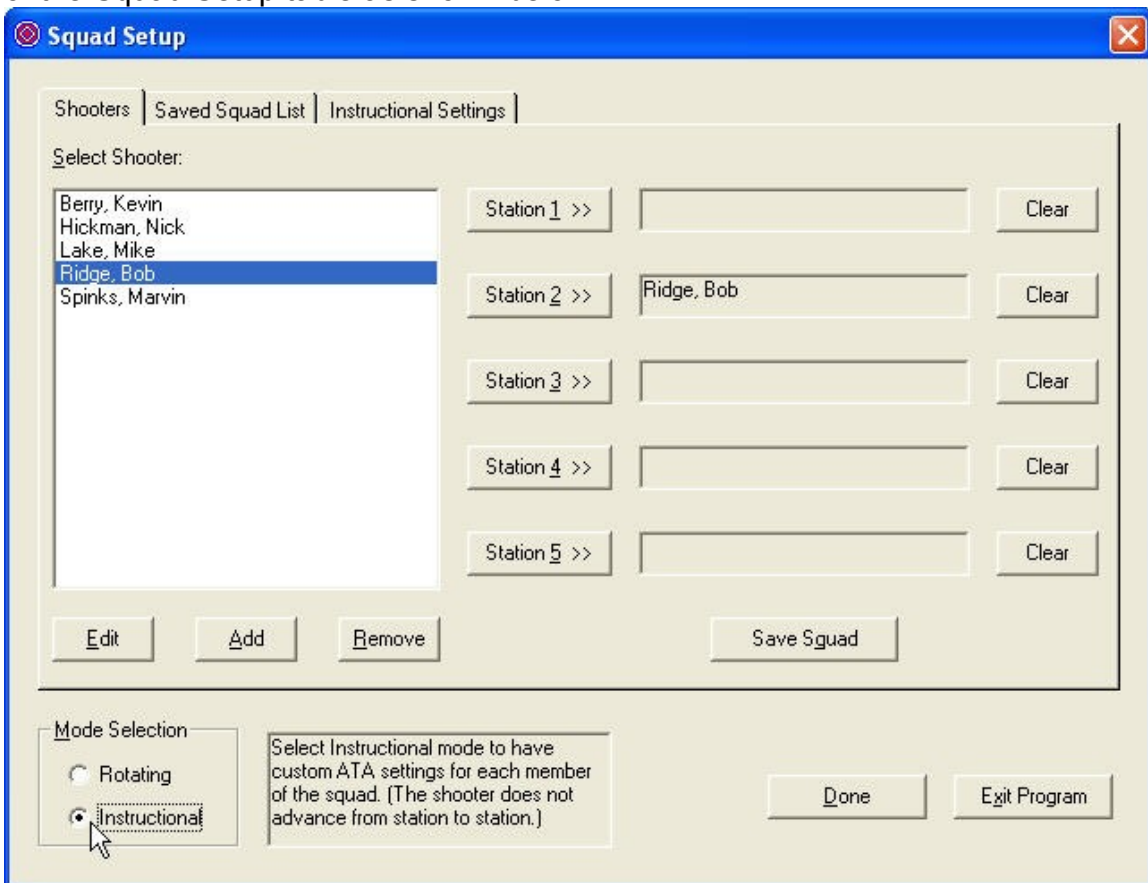 Squad Setup
Shooters
Saved Squad List
Instructional Settings
Select Shooter:
Berry, Kevin
Hickman, Nick
Lake, Mike
Ridge, Bob
Spinks, Marvin
Station 1 >>
Clear
Station 2 >>
Ridge, Bob
Clear
Station 3 >>
Clear
Station 4 >>
Clear
Station 5 >>
Clear
Edit
Add
Remove
Save Squad
Mode Selection
Rotating
Instructional
Select Instructional mode to have
custom ATA settings for each member
of the squad. (The shooter does not
advance from station to station.)
Done
Exit Program